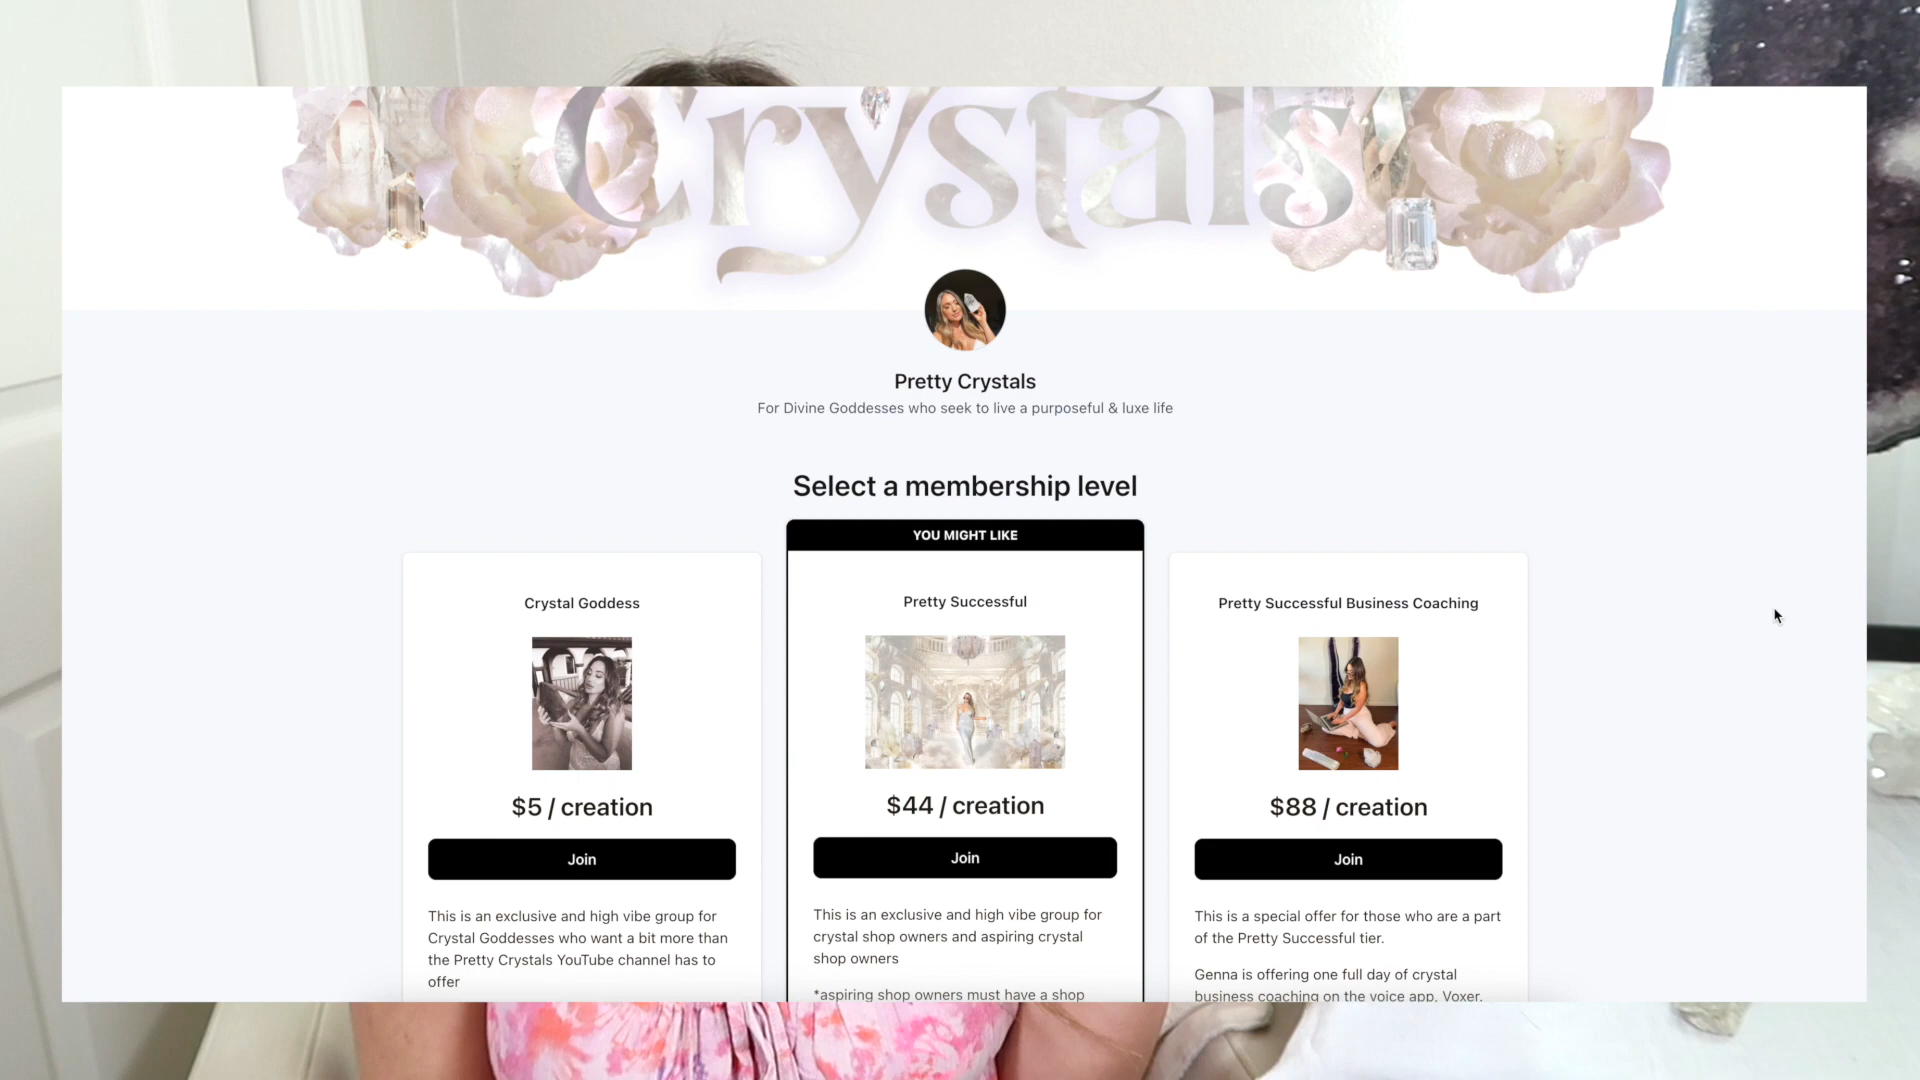 Crystals
Pretty Crystals
For Divine Goddesses who seek to live a purposeful & luxe life
Select a membership level
YOU MIGHT LIKE
Crystal Goddess
$5 / creation
Join
This is an exclusive and high vibe group for
Crystal Goddesses who want a bit more than
the Pretty Crystals YouTube channel has to
offer
Pretty Successful
$44 / creation
Join
This is an exclusive and high vibe group for
crystal shop owners and aspiring crystal
shop owners
*aspiring shop owners must have a shop
Pretty Successful Business Coaching
$88 / creation
Join
This is a special offer for those who are a part
of the Pretty Successful tier.
Genna is offering one full day of crystal
business coaching on the voice app, Voxer.